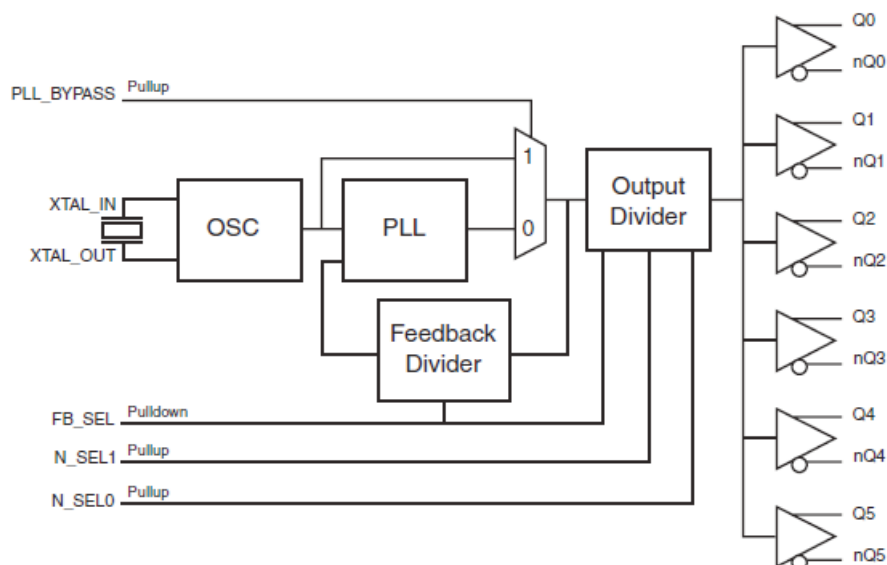 PLL_BYPASS Pullup
XTAL_IN
XTAL_OUT
OSC
PLL
1
0
Output
Divider
Feedback
Divider
FB_SEL Pulldown
N_SEL1 Pullup
N_SEL0 Pullup
Q0
nQ0
Q1
nQ1
Q2
nQ2
Q3
nQ3
Q4
nQ4
Q5
nQ5